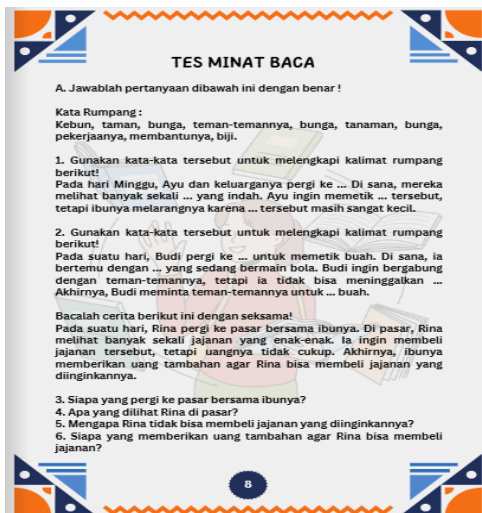 TES MINAT BACA
A. Jawablah pertanyaan dibawah ini dengan benar !
Kata Rumpang :
Kebun, taman, bunga, teman-temannya, bunga, tanaman, bunga,
pekerjaanya, membantunya, biji.
1. Gunakan kata-kata tersebut untuk melengkapi kalimat rumpang
berikut!
Pada hari Minggu, Ayu dan keluarganya pergi ke ... Di sana, mereka
melihat banyak sekali ... yang indah. Ayu ingin memetik ... tersebut,
tetapi ibunya melarangnya karena ... tersebut masih sangat kecil.
2. Gunakan kata-kata tersebut untuk melengkapi kalimat rumpang
berikut!
Pada suatu hari, Budi pergi ke ... untuk memetik buah. Di sana, ia
bertemu dengan ... yang sedang bermain bola. Budi ingin bergabung
dengan teman-temannya, tetapi ia tidak bisa meninggalkan ...
Akhirnya, Budi meminta teman-temannya untuk ... buah.
Bacalah cerita berikut ini dengan seksama!
Pada suatu hari, Rina pergi ke pasar bersama ibunya. Di pasar, Rina
melihat banyak sekali jajanan yang enak-enak. Ia ingin membeli
jajanan tersebut, tetapi uangnya tidak cukup. Akhirnya, ibunya
memberikan uang tambahan agar Rina bisa membeli jajanan yang
diinginkannya.
3. Siapa yang pergi ke pasar bersama ibunya?
4. Apa yang dilihat Rina di pasar?
5. Mengapa Rina tidak bisa membeli jajanan yang diinginkannya?
6. Siapa yang memberikan uang tambahan agar Rina bisa membeli
jajanan?
8